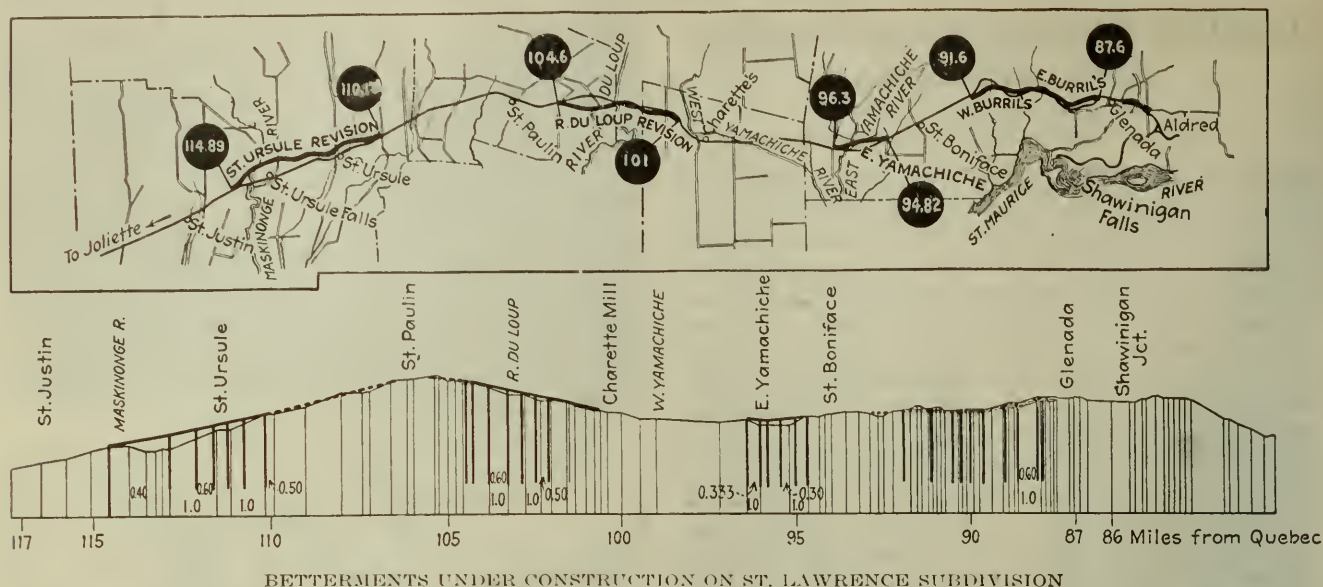 114.89
110.
104.6
101
96.3
94.82
91.6
87.6
To Joliette
St. Justin
MASKINONGE
RIVER
St. Ursule Falls
St. Ursule
ST. URSULE REVISION
St. Paulin
RIVER
DU LOUP
R. DU LOUP REVISION
WEST
Charette's
YAMACHICHE
RIVER
EAST
YAMACHICHE
RIVER
E. YAMACHICHE
St. Boniface
W. BURRILS
E. BURRIL'S
Glenada
Aldred
ST. MAURICE
Shawinigan
Falls
RIVER
St. Justin
MASKINONGE R.
St. Ursule
St. Paulin
R. DU LOUP
Charette Mill
W. YAMACHICHE
E. Yamachiche
St. Boniface
Glenada
Shawinigan
Jct.
0.40
0.60
1.0
1.0
0.50
0.60
1.0
1.0
0.50
0.333
1.0
0.30
1.0
0.60
1.0
117 115 110 105 100 95 90 87 86 Miles from Quebec
BETTERMENTS UNDER CONSTRUCTION ON ST. LAWRENCE SUBDIVISION